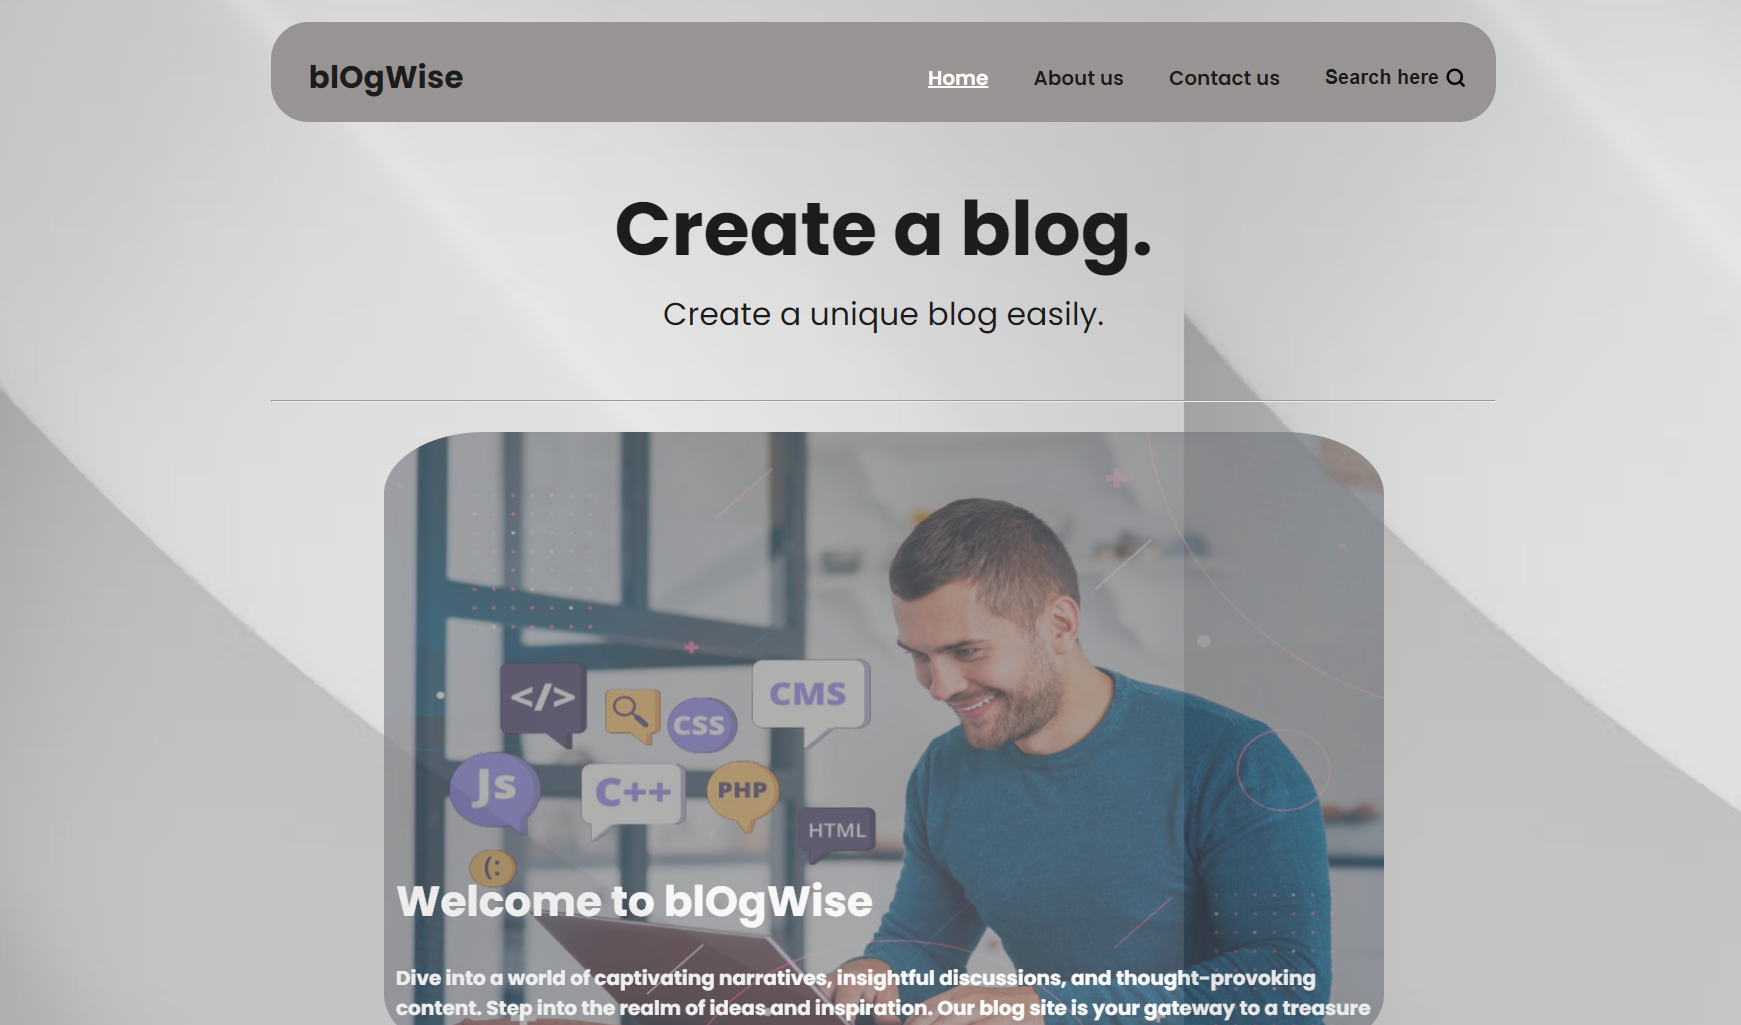 blOgWise
Home About us Contact us Search here
Create a blog.
Create a unique blog easily.
</>
CSS
CMS
Js
C++
PHP
HTML
(:
Welcome to blOgWise
Dive into a world of captivating narratives, insightful discussions, and thought-provoking
content. Step into the realm of ideas and inspiration. Our blog site is your gateway to a treasure